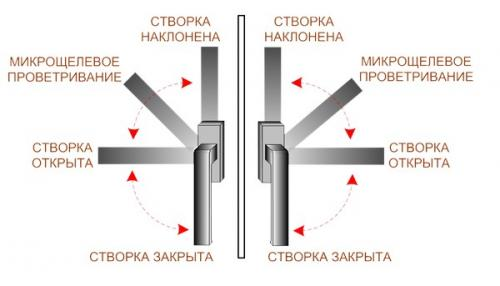 СТВОРКА
НАКЛОНЕНА
МИКРОЩЕЛЕВОЕ
ПРОВЕТРИВАНИЕ
СТВОРКА
ОТКРЫТА
СТВОРКА ЗАКРЫТА
СТВОРКА
НАКЛОНЕНА
МИКРОЩЕЛЕВОЕ
ПРОВЕТРИВАНИЕ
СТВОРКА
ОТКРЫТА
СТВОРКА ЗАКРЫТА